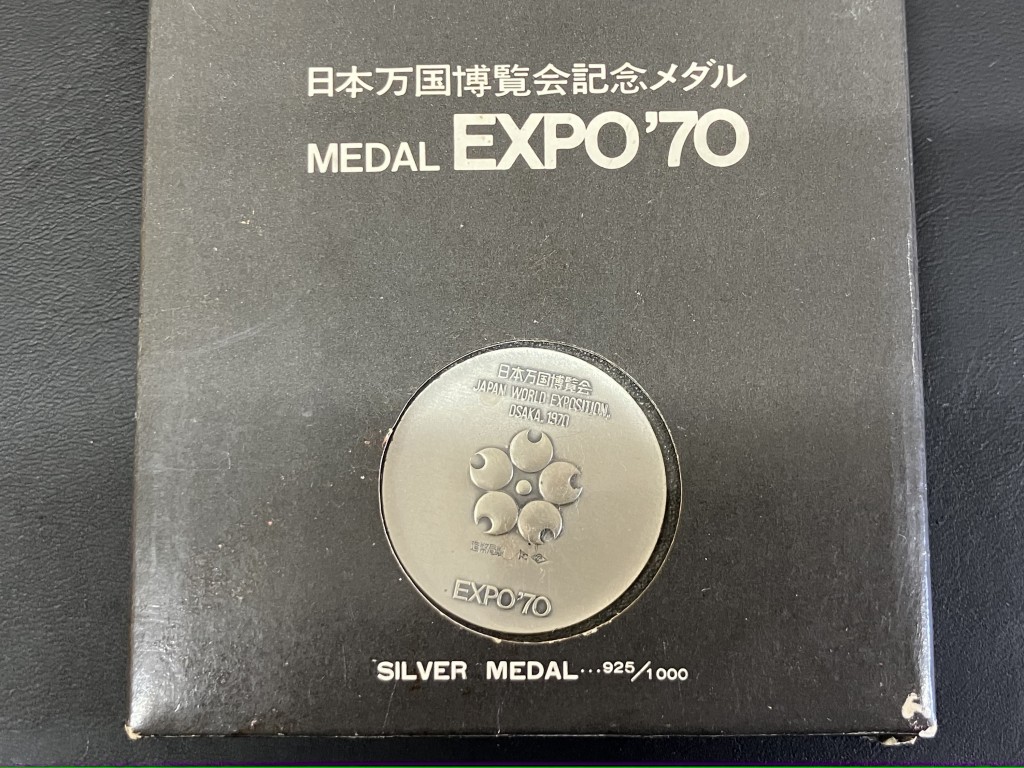 日本万国博覧会記念メダル
MEDAL EXPO'70
日本万国博覧会
JAPAN WORLD EXPOSITION,
OSAKA, 1970
EXPO'70
SILVER MEDAL...925/1000